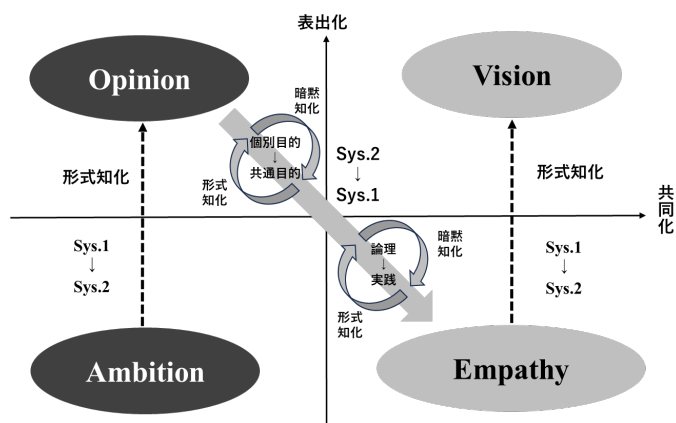 表出化
Opinion
Vision
暗黙
知化
個別目的
↓
共通目的
形式
知化
Sys.2
↓
Sys.1
形式知化
形式知化
共
同
化
Sys.1
↓
Sys.2
論理
↓
実践
暗黙
知化
形式
知化
Sys.1
↓
Sys.2
Ambition
Empathy